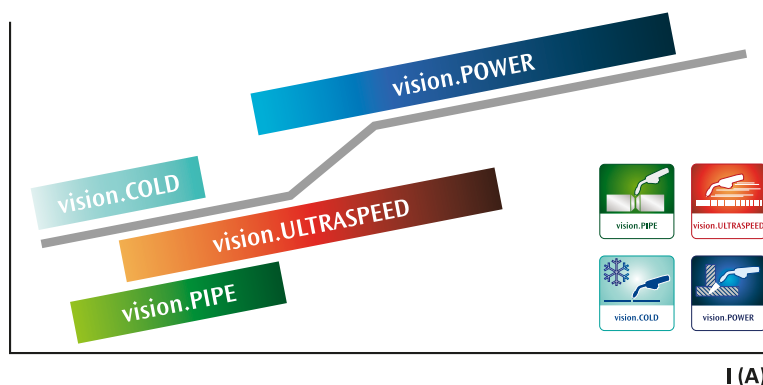 vision.POWER
vision.COLD
vision.ULTRASPEED
vision.PIPE
vision.PIPE
vision.ULTRASPEED
vision.COLD
vision.POWER
I (A)